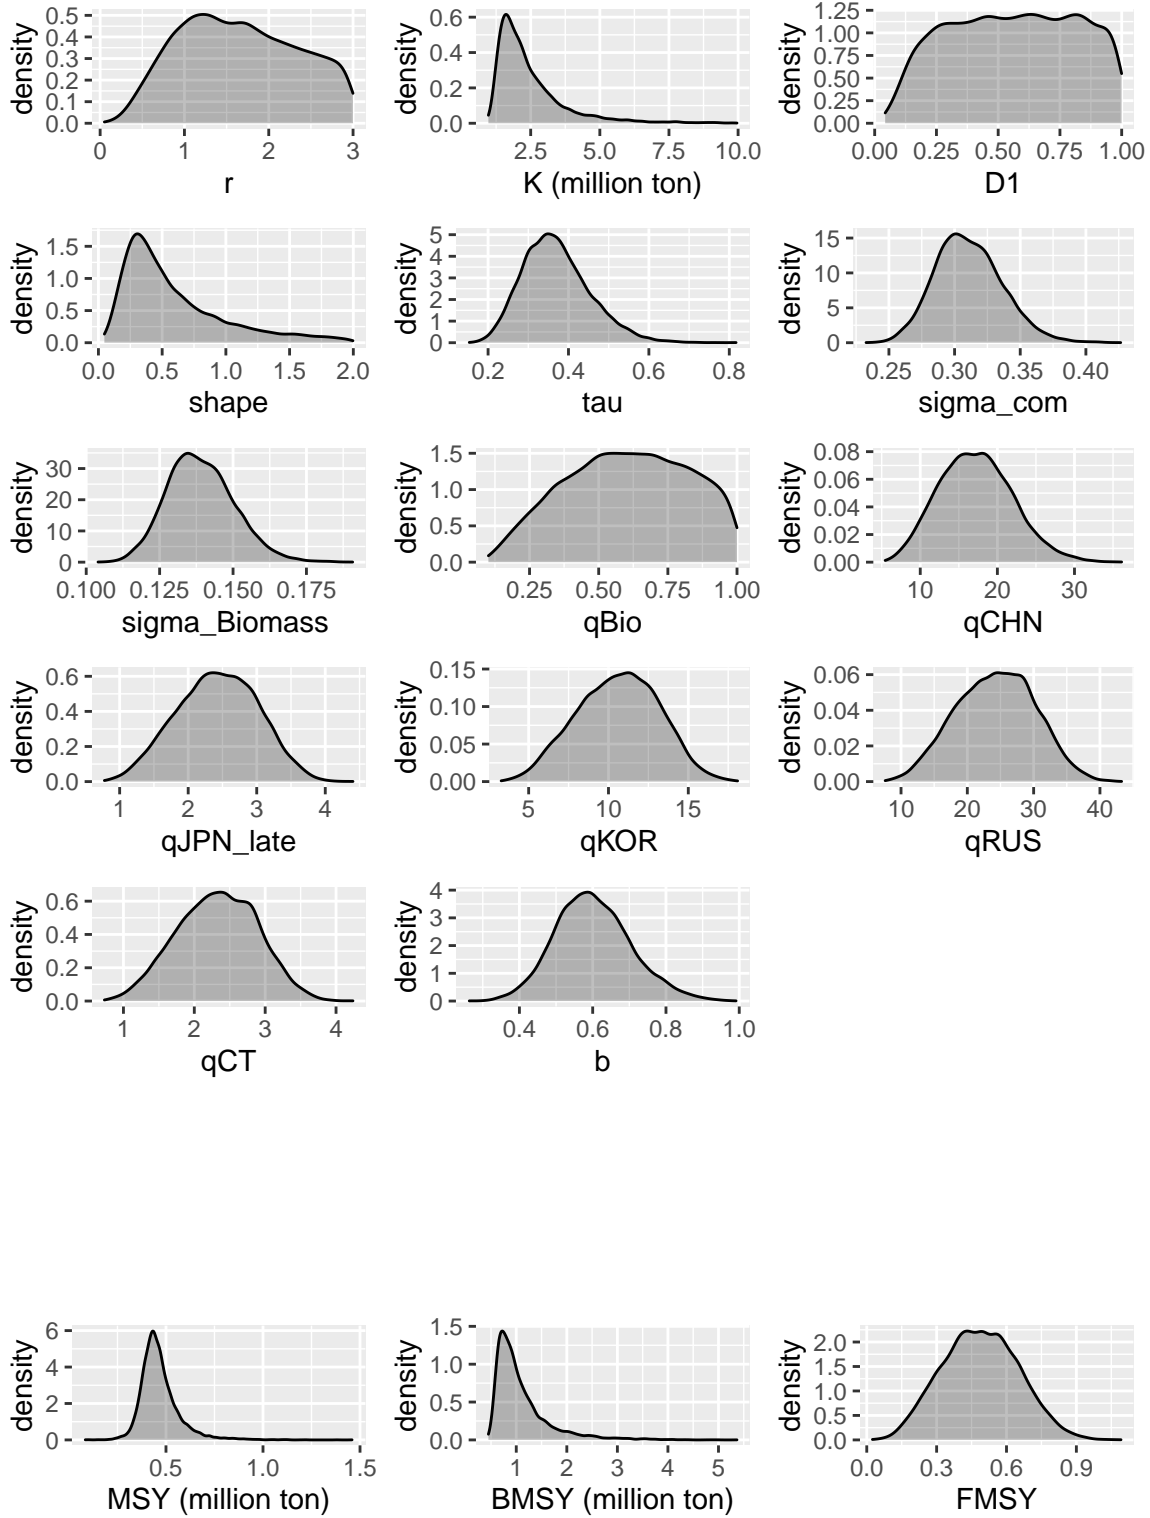 density
0.5
0.4
0.3
0.2
0.1
0.0
0 1 2 3
r
density
0.6
0.4
0.2
0.0
2.5 5.0 7.5 10.0
K (million ton)
density
1.25
1.00
0.75
0.50
0.25
0.00
0.00 0.25 0.50 0.75 1.00
D1
density
1.5
1.0
0.5
0.0
0.0 0.5 1.0 1.5 2.0
shape
density
5
4
3
2
1
0
0.2 0.4 0.6 0.8
tau
density
15
10
5
0
0.25 0.30 0.35 0.40
sigma_com
density
30
20
10
0
0.100 0.125 0.150 0.175
sigma_Biomass
density
1.5
1.0
0.5
0.0
0.25 0.50 0.75 1.00
qBio
density
0.08
0.06
0.04
0.02
0.00
10 20 30
qCHN
density
0.6
0.4
0.2
0.0
1 2 3 4
qJPN_late
density
0.15
0.10
0.05
0.00
5 10 15
qKOR
density
0.06
0.04
0.02
0.00
10 20 30 40
qRUS
density
0.6
0.4
0.2
0.0
1 2 3 4
qCT
density
4
3
2
1
0
0.4 0.6 0.8 1.0
b
density
6
4
2
0
0.5 1.0 1.5
MSY (million ton)
density
1.5
1.0
0.5
0.0
1 2 3 4 5
BMSY (million ton)
density
2.0
1.5
1.0
0.5
0.0
0.0 0.3 0.6 0.9
FMSY